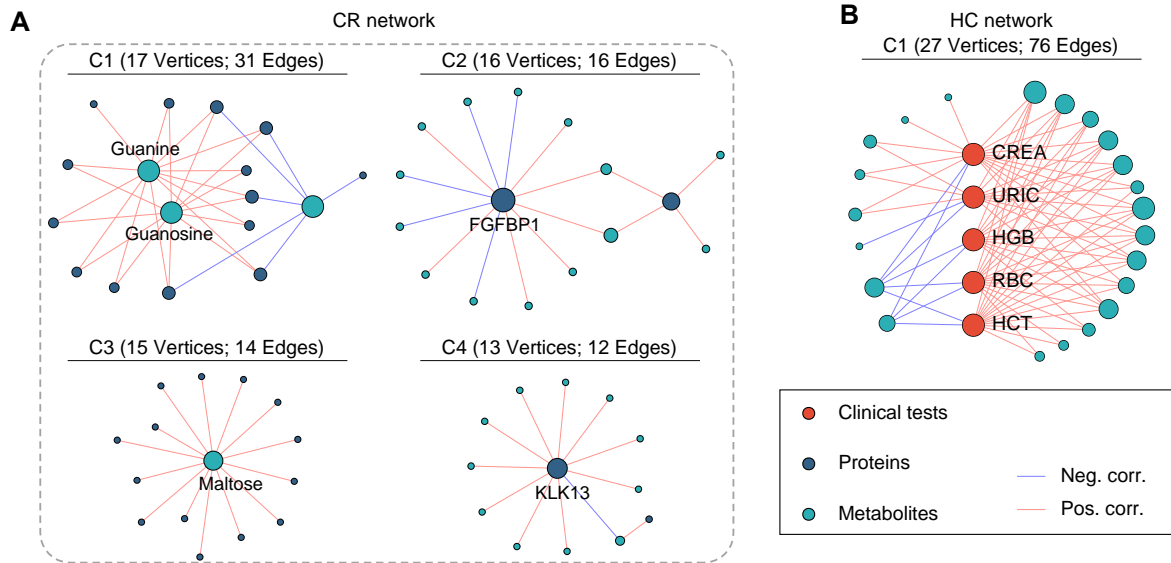 A
CR network
C1 (17 Vertices; 31 Edges)
C2 (16 Vertices; 16 Edges)
Guanine
Guanosine
FGFBP1
C3 (15 Vertices; 14 Edges)
C4 (13 Vertices; 12 Edges)
Maltose
KLK13
B
HC network
C1 (27 Vertices; 76 Edges)
CREA
URIC
HGB
RBC
HCT
Clinical tests
Proteins
Metabolites
Neg. corr.
Pos. corr.